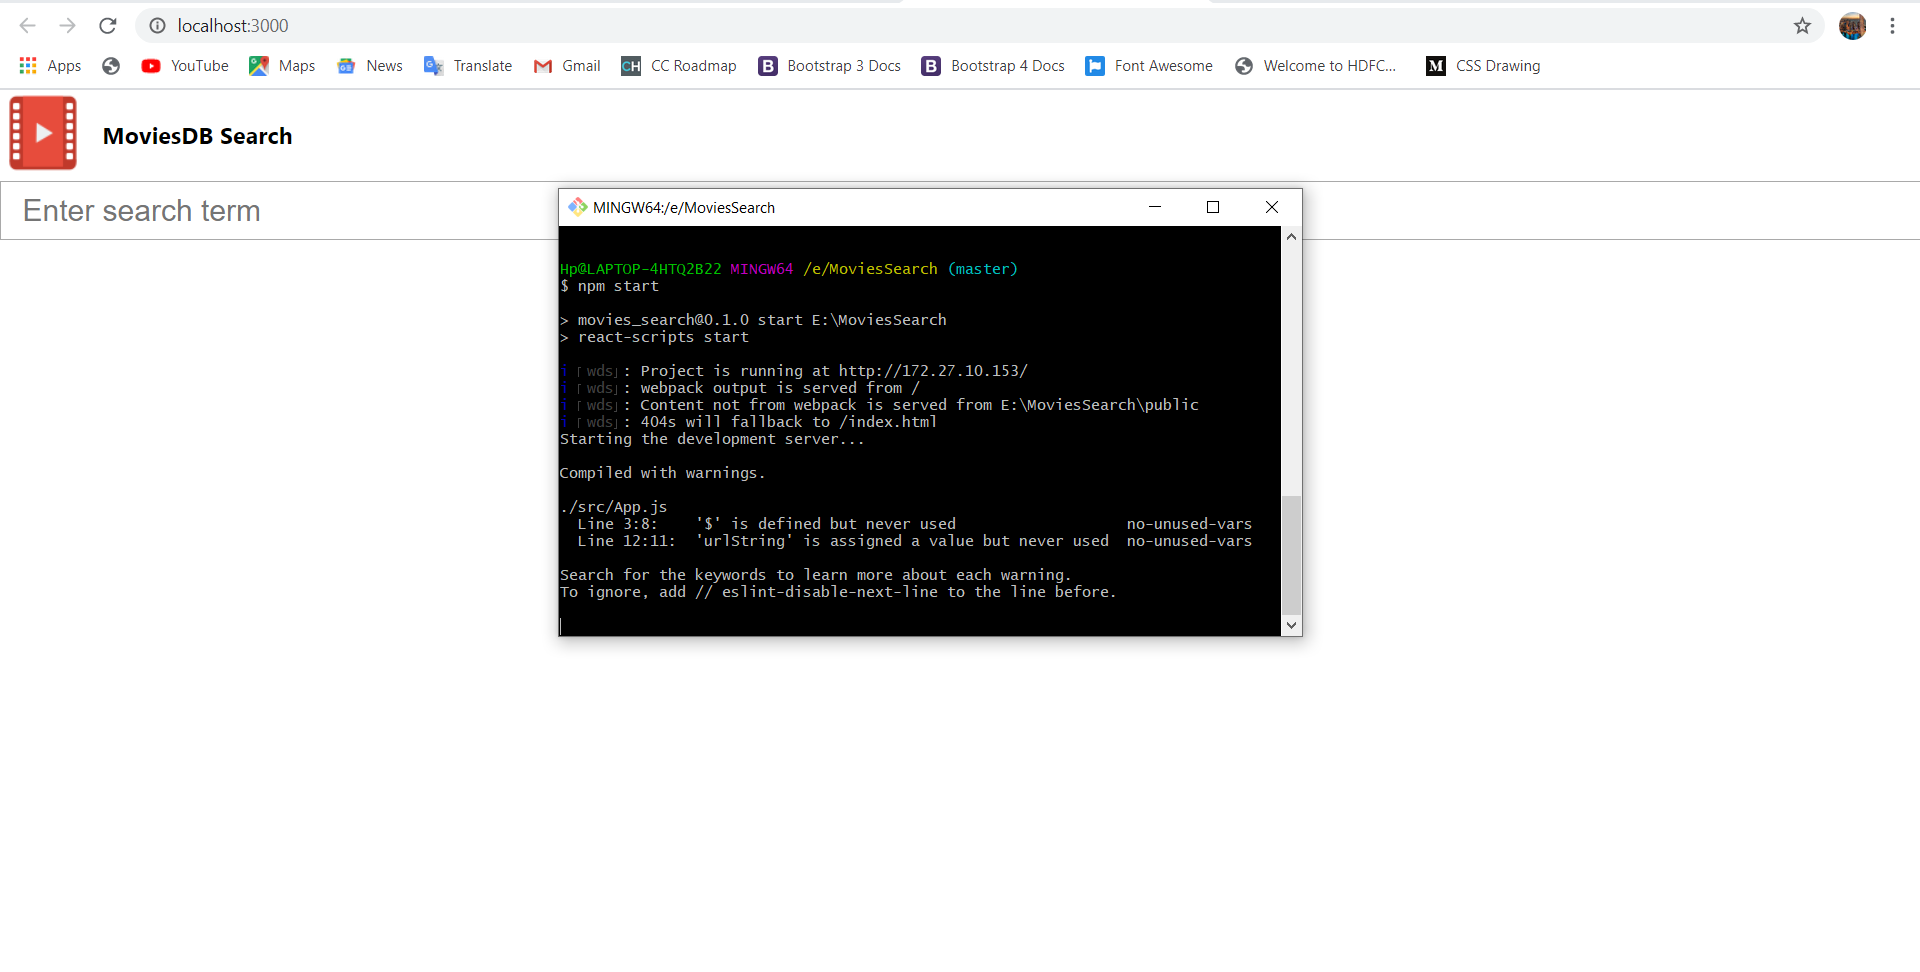 localhost:3000
Apps YouTube Maps News Translate Gmail CH CC Roadmap B Bootstrap 3 Docs B Bootstrap 4 Docs Font Awesome Welcome to HDFC... M CSS Drawing
MoviesDB Search
Enter search term
MINGW64:/e/MoviesSearch
Hp@LAPTOP-4HTQ2B22 MINGW64 /e/MoviesSearch (master)
$ npm start
> movies_search@0.1.0 start E:\MoviesSearch
> react-scripts start
i ｢wds｣: Project is running at http://172.27.10.153/
i ｢wds｣: webpack output is served from /
i ｢wds｣: Content not from webpack is served from E:\MoviesSearch\public
i ｢wds｣: 404s will fallback to /index.html
Starting the development server...
Compiled with warnings.
./src/App.js
Line 3:8: '$' is defined but never used no-unused-vars
Line 12:11: 'urlString' is assigned a value but never used no-unused-vars
Search for the keywords to learn more about each warning.
To ignore, add // eslint-disable-next-line to the line before.